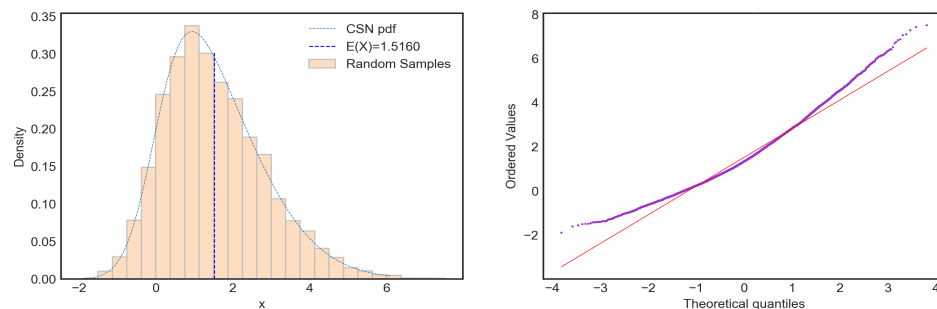 0.35
0.30
0.25
0.20
0.15
0.10
0.05
0.00
Density
−2 0 2 4 6
x
CSN pdf
E(X)=1.5160
Random Samples
8
6
4
2
0
−2
Ordered Values
−4 −3 −2 −1 0 1 2 3 4
Theoretical quantiles